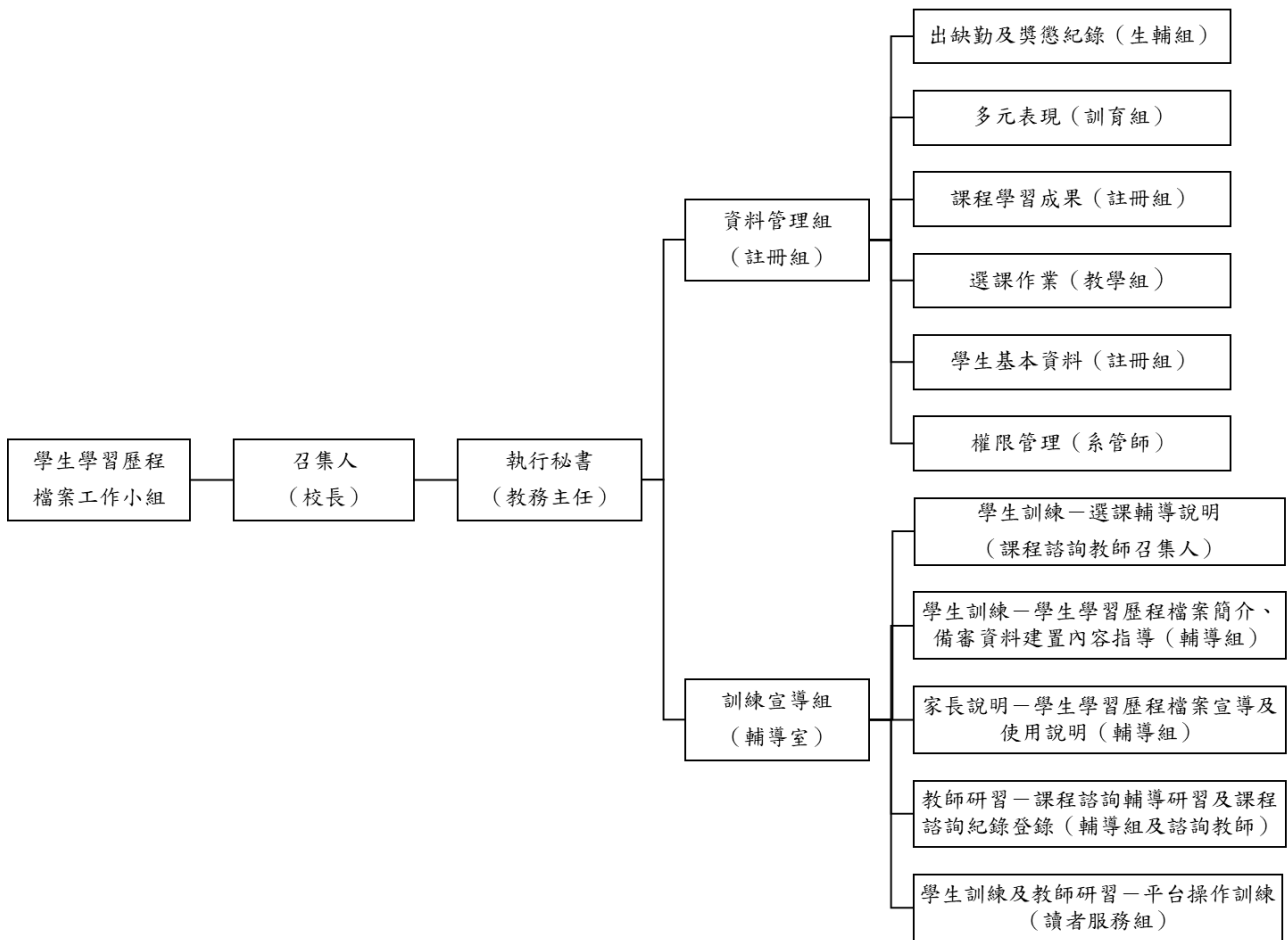 學生學習歷程
檔案工作小組
召集人
（校長）
執行秘書
（教務主任）
資料管理組
（註冊組）
出缺勤及獎懲紀錄（生輔組）
多元表現（訓育組）
課程學習成果（註冊組）
選課作業（教學組）
學生基本資料（註冊組）
權限管理（系管師）
訓練宣導組
（輔導室）
學生訓練－選課輔導說明
（課程諮詢教師召集人）
學生訓練－學生學習歷程檔案簡介、
備審資料建置內容指導（輔導組）
家長說明－學生學習歷程檔案宣導及
使用說明（輔導組）
教師研習－課程諮詢輔導研習及課程
諮詢紀錄登錄（輔導組及諮詢教師）
學生訓練及教師研習－平台操作訓練
（讀者服務組）